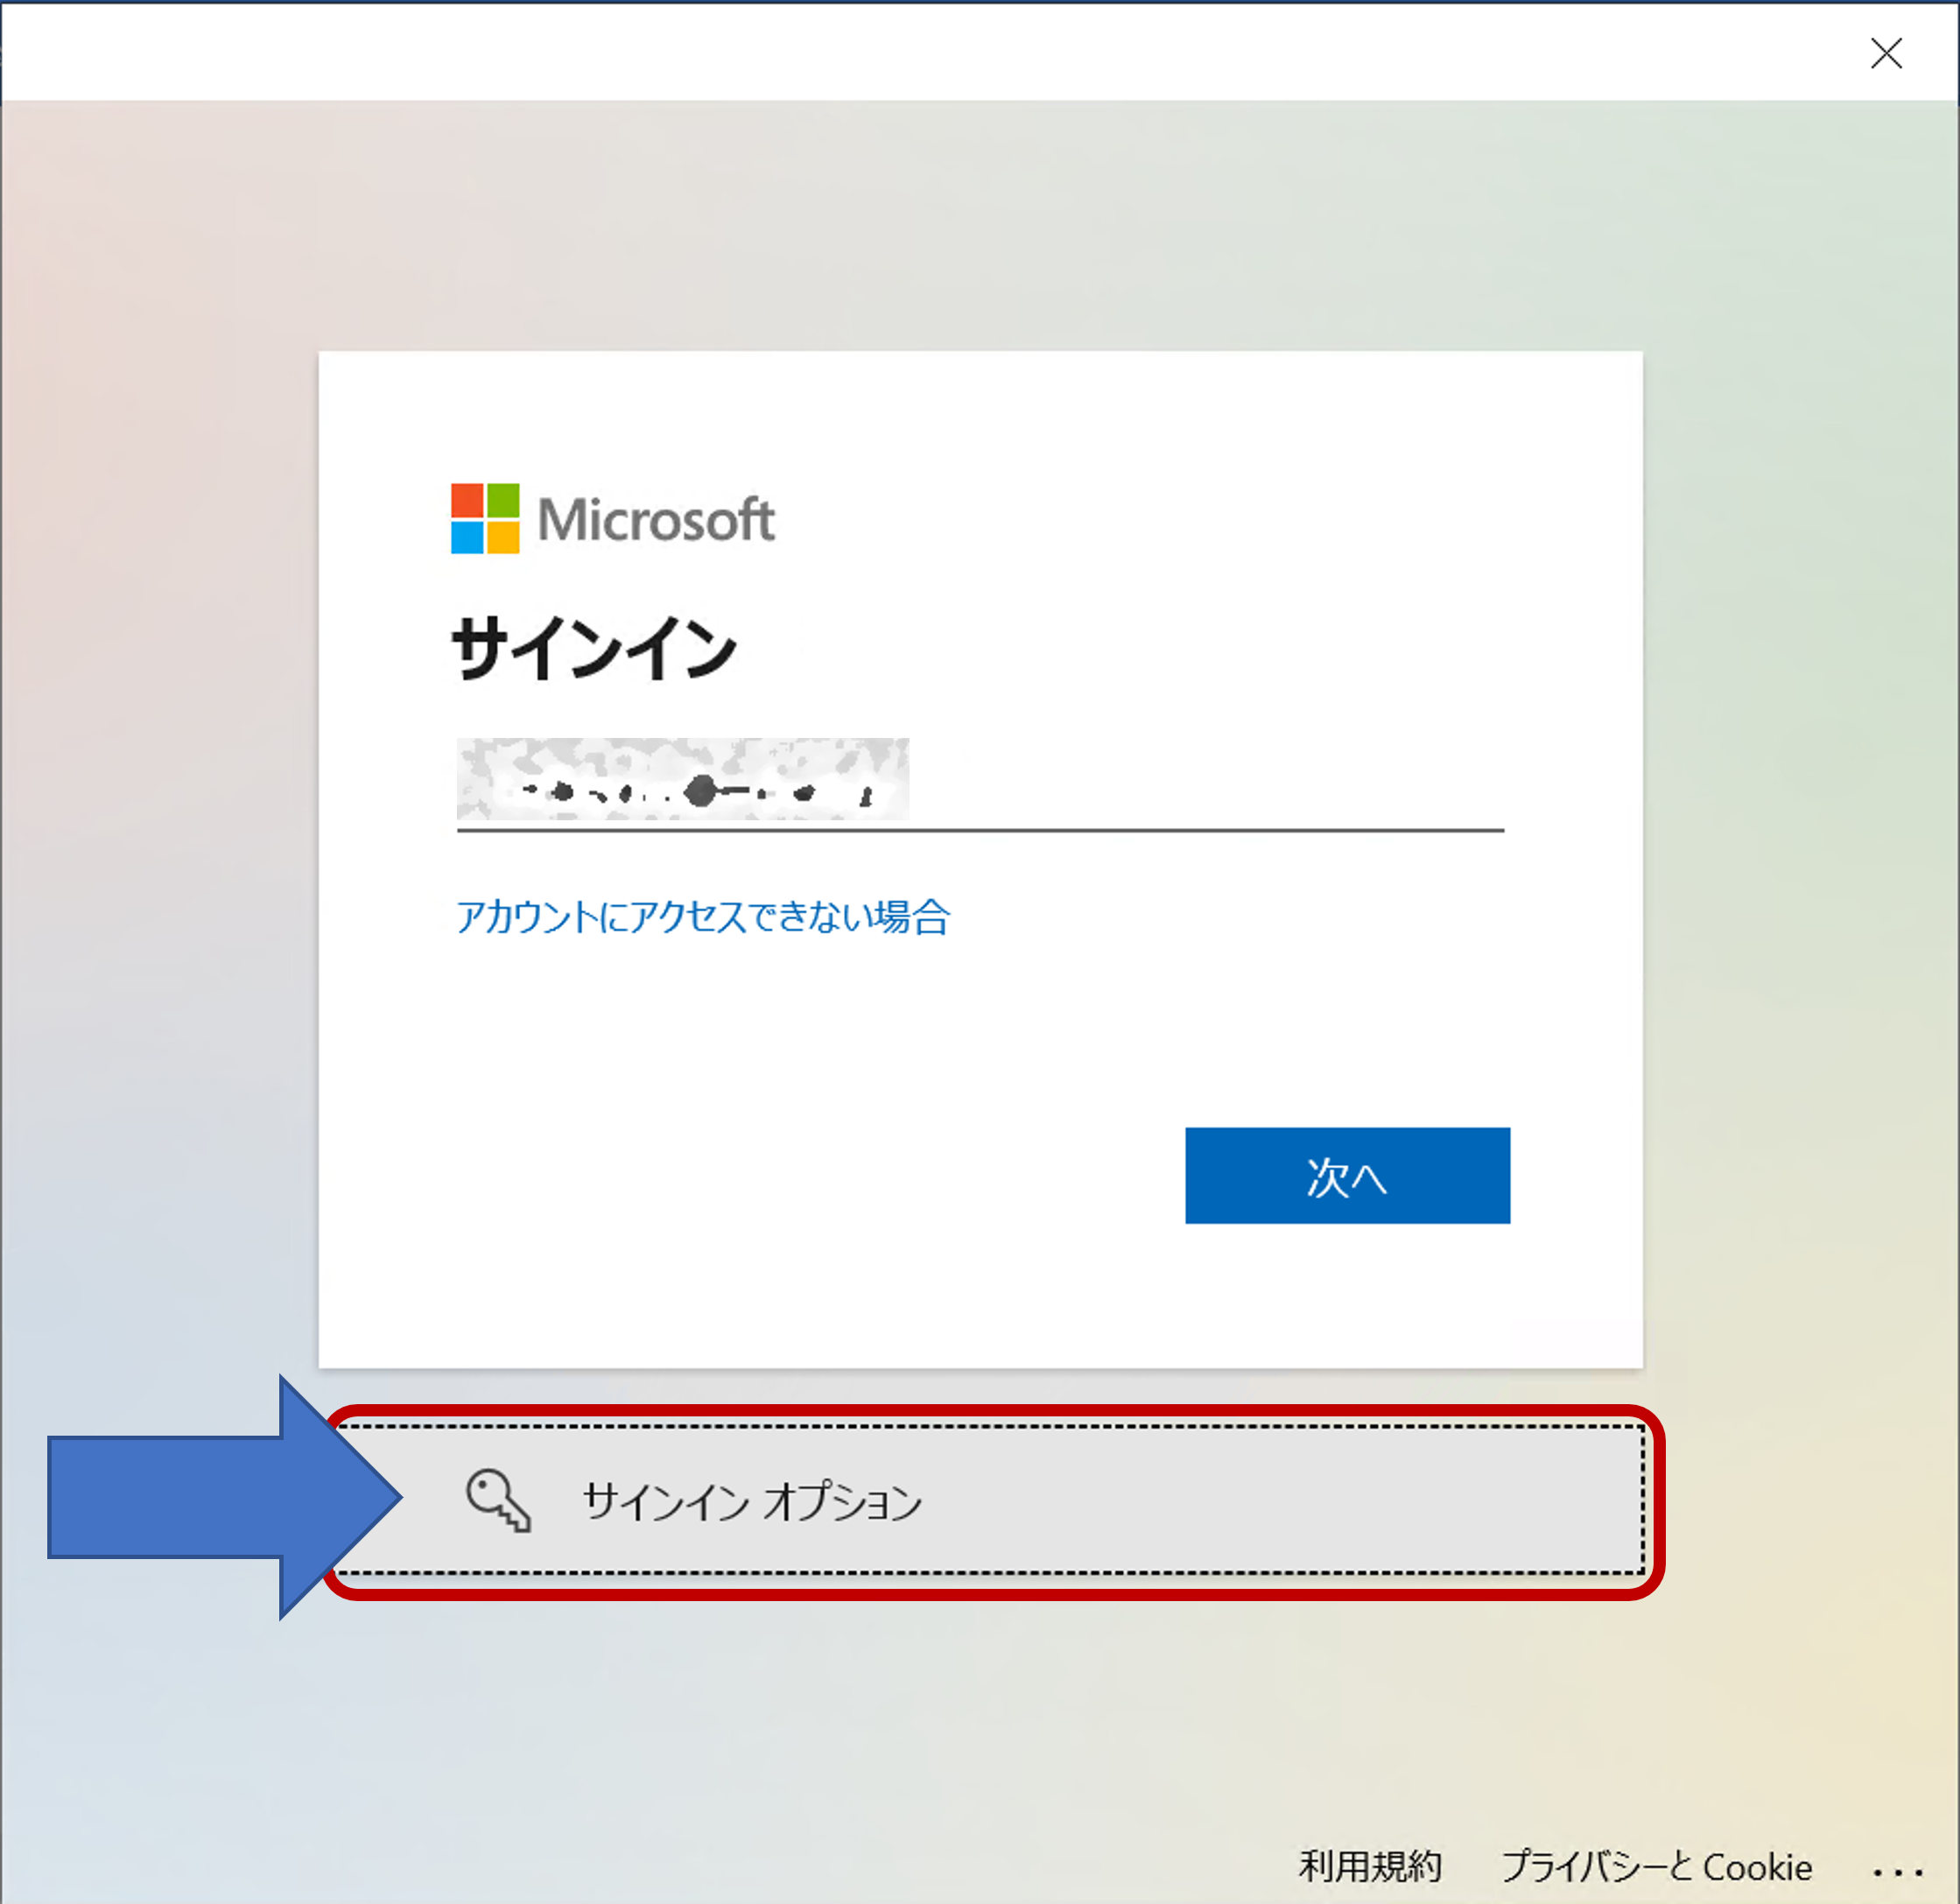 Microsoft
サインイン
アカウントにアクセスできない場合
次へ
サインイン オプション
利用規約 プライバシーと Cookie ...